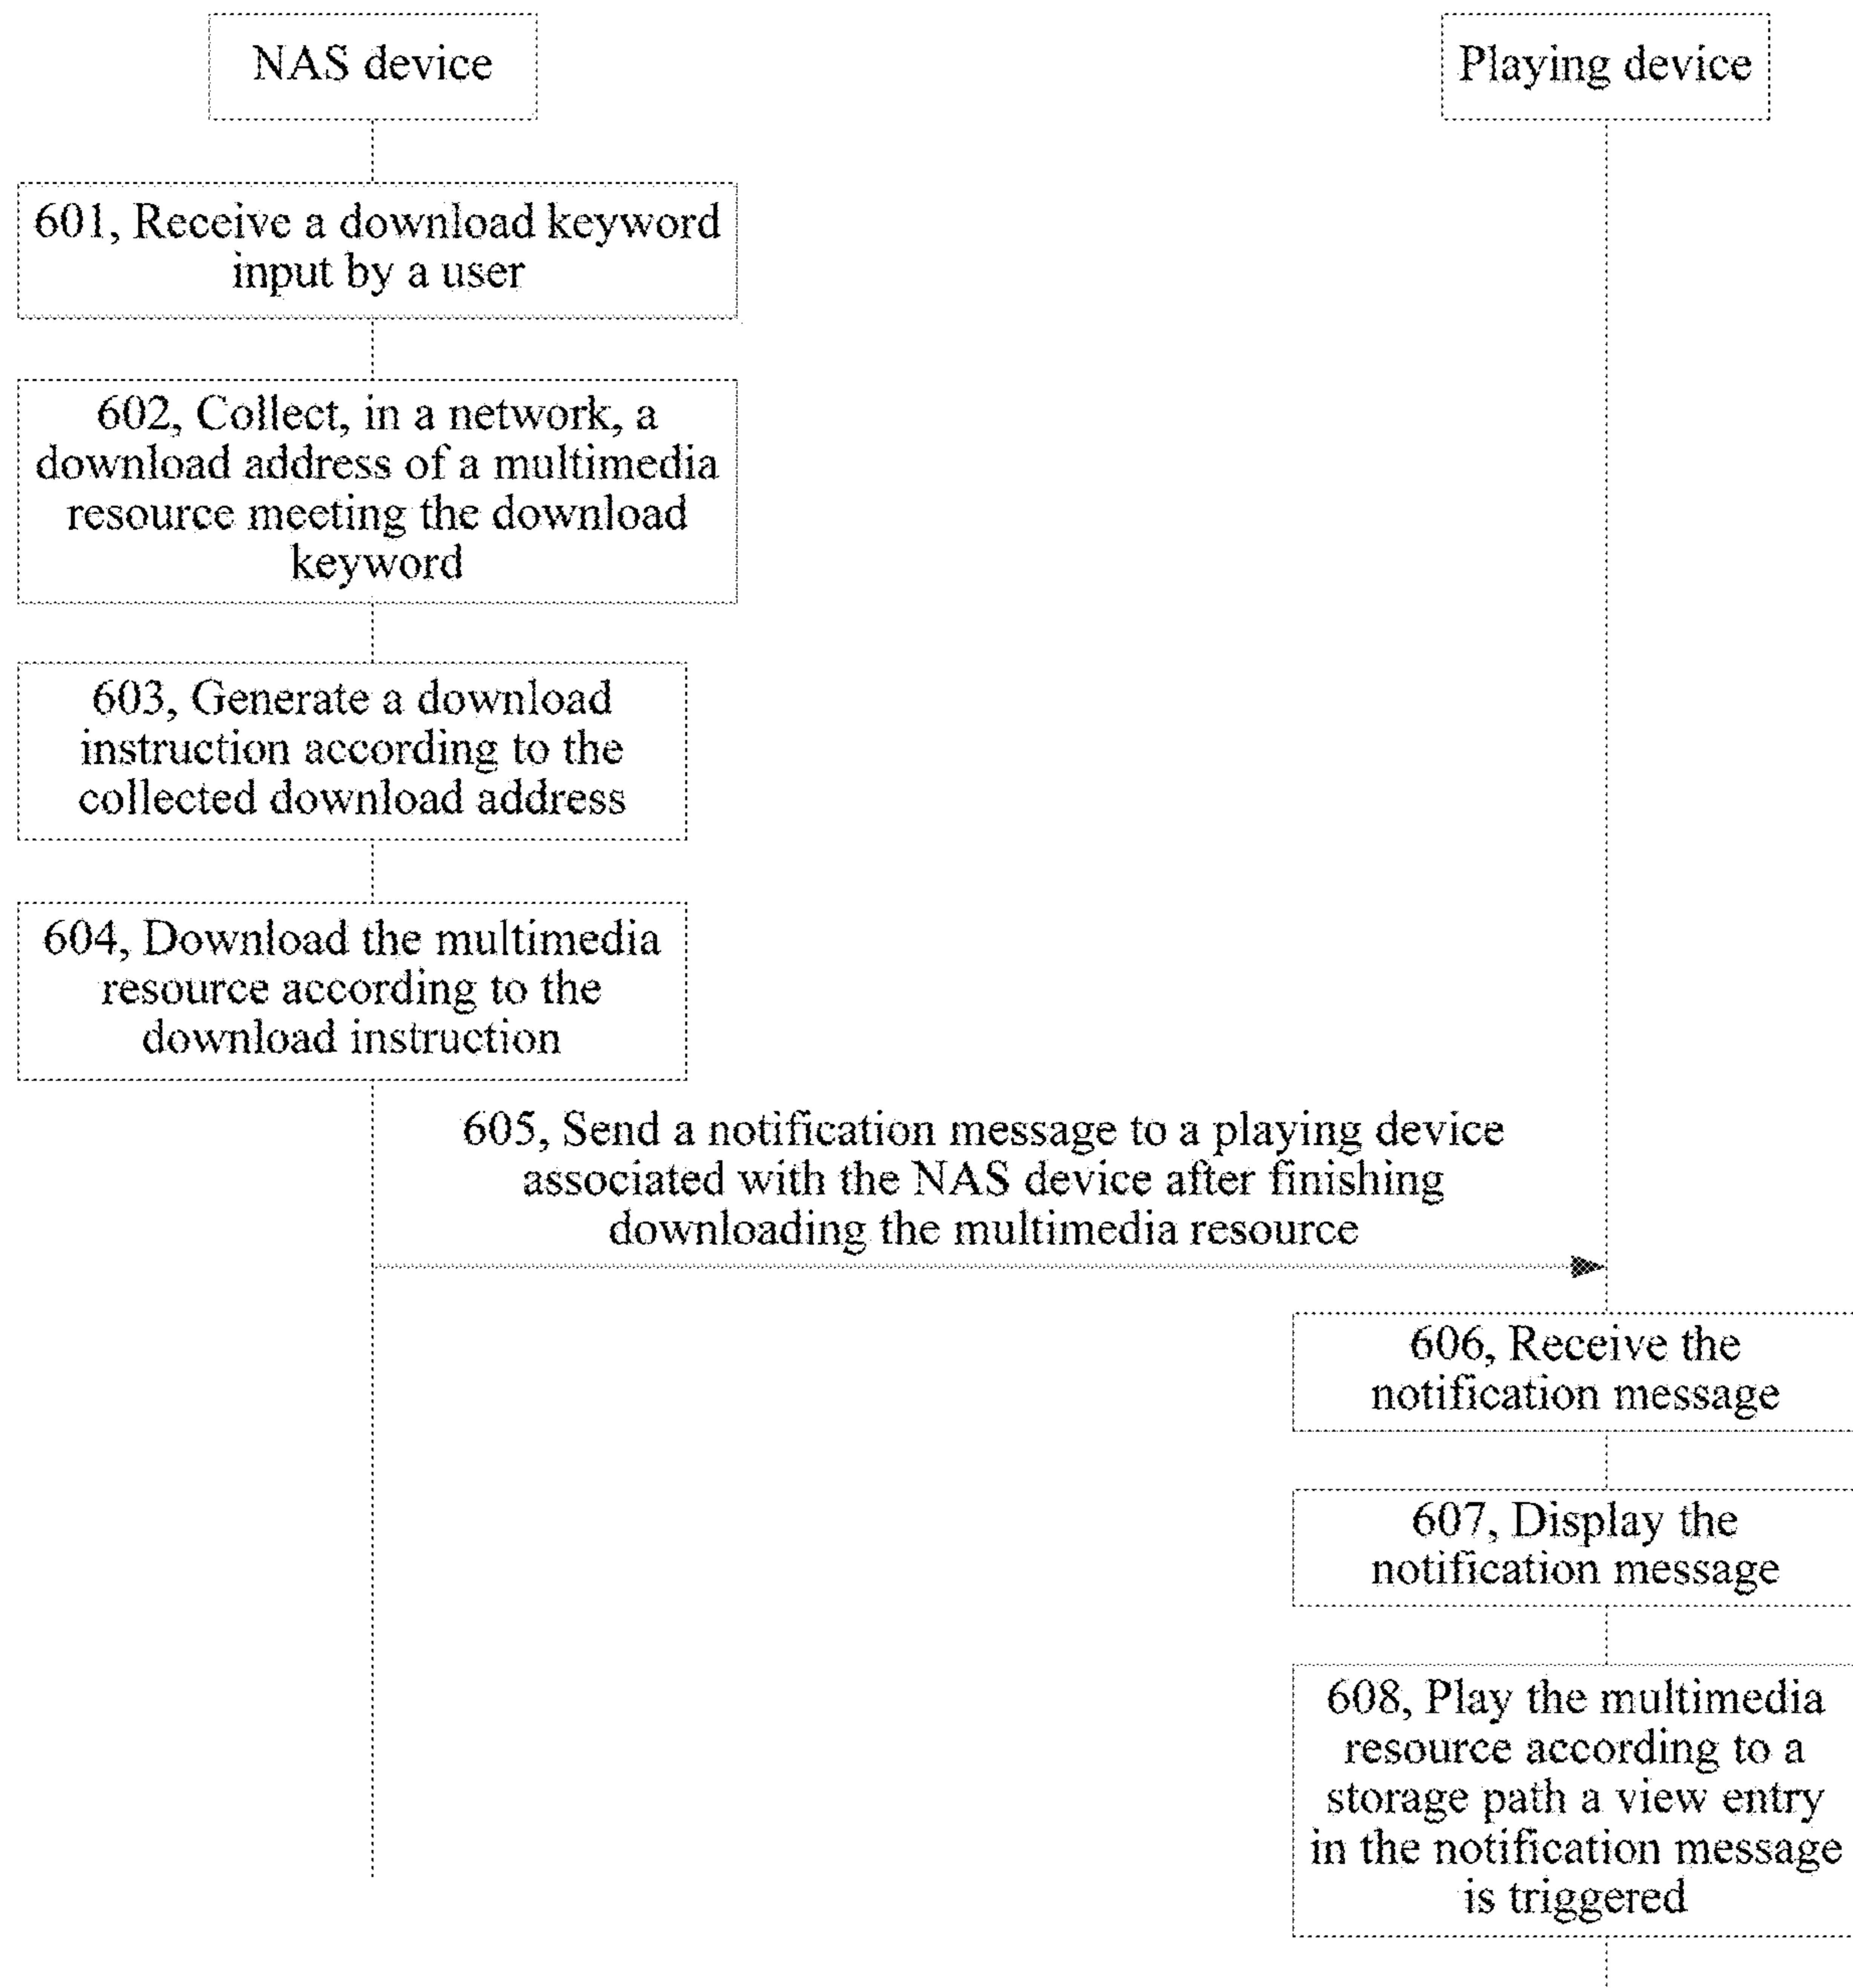 NAS device
Playing device
601, Receive a download keyword
input by a user
602, Collect, in a network, a
download address of a multimedia
resource meeting the download
keyword
603, Generate a download
instruction according to the
collected download address
604, Download the multimedia
resource according to the
download instruction
605, Send a notification message to a playing device
associated with the NAS device after finishing
downloading the multimedia resource
606, Receive the
notification message
607, Display the
notification message
608, Play the multimedia
resource according to a
storage path a view entry
in the notification message
is triggered